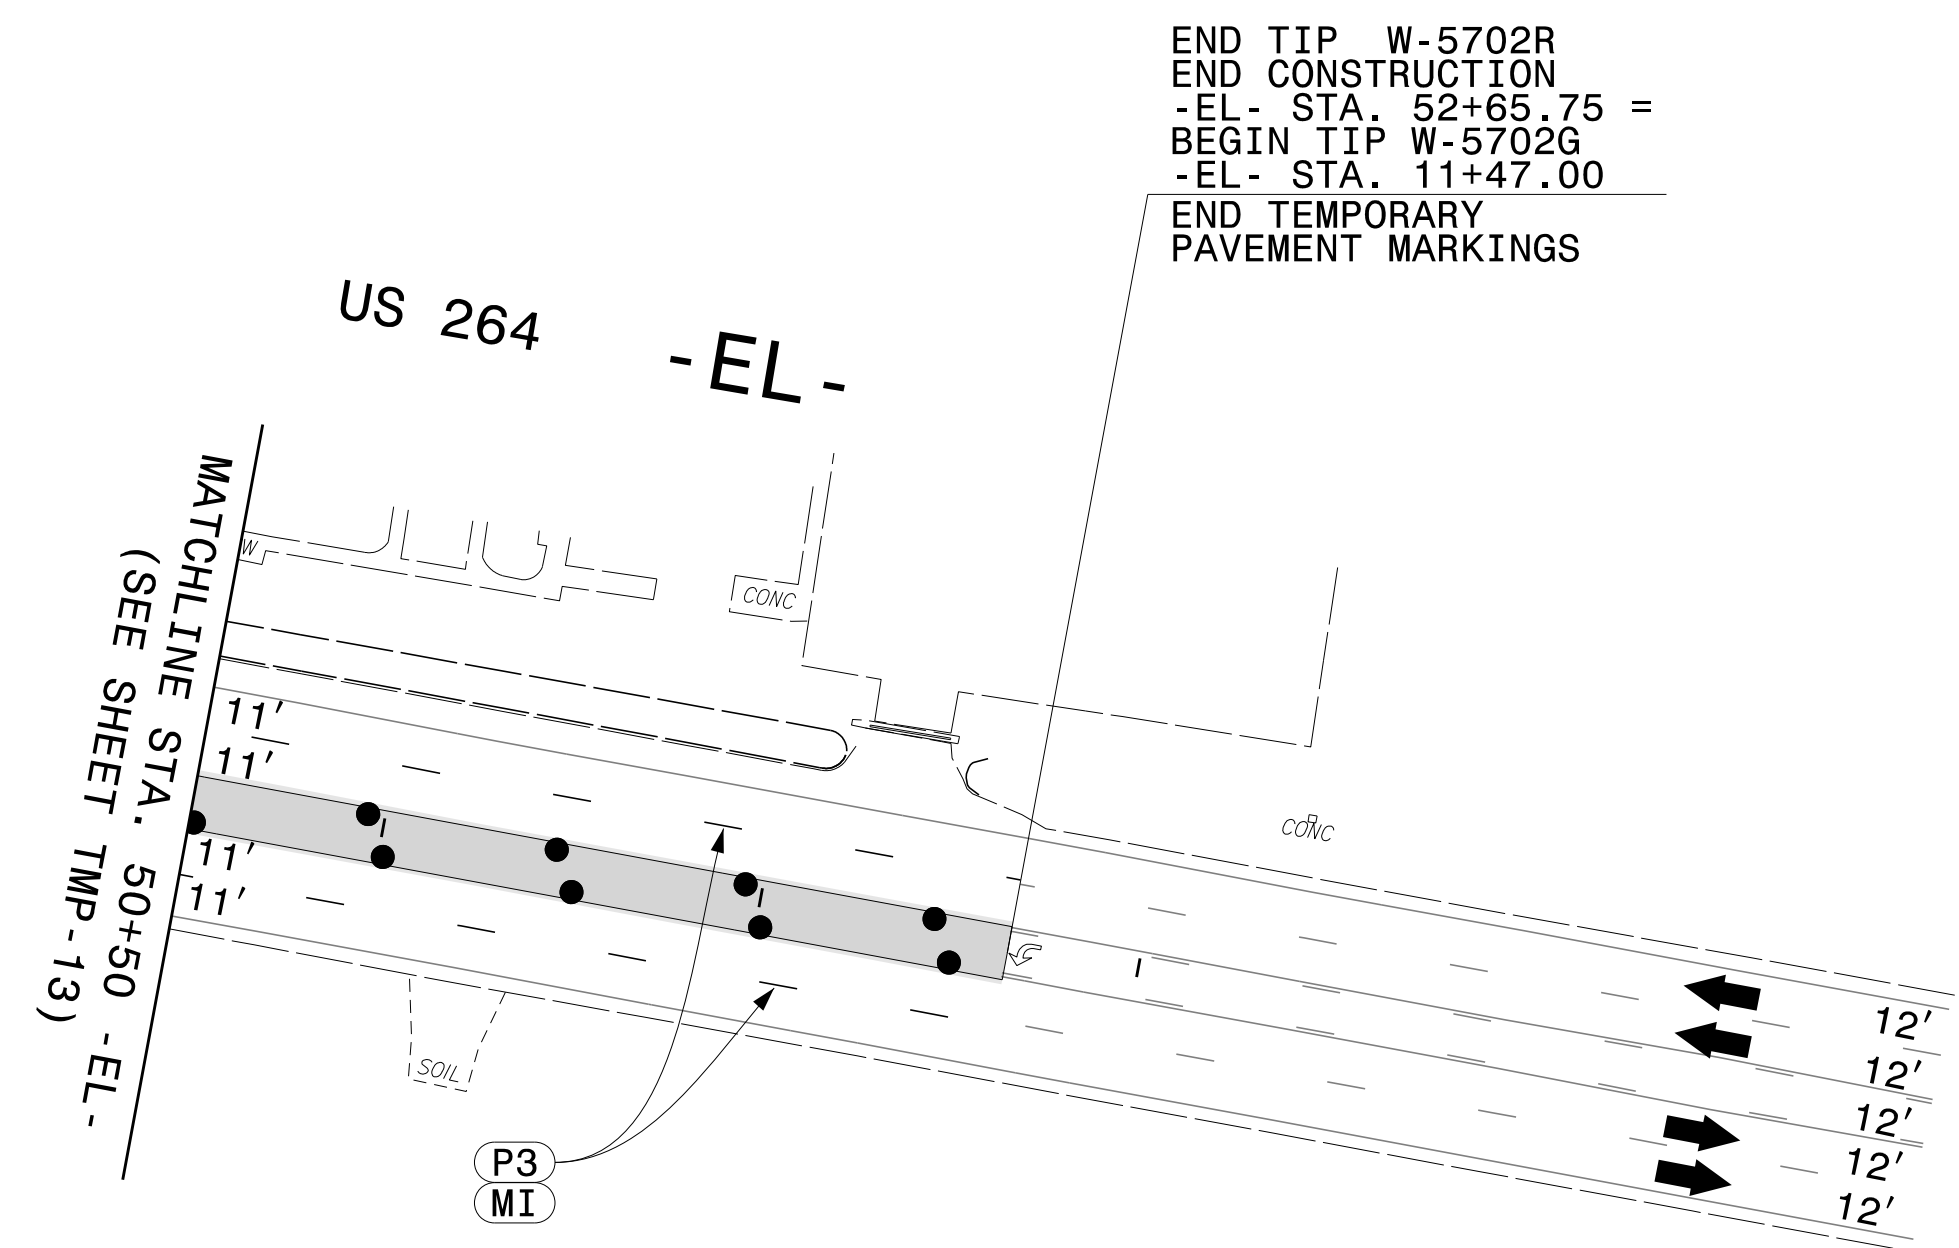 END TIP W-5702R
END CONSTRUCTION
-EL- STA. 52+65.75 =
BEGIN TIP W-5702G
-EL- STA. 11+47.00
END TEMPORARY
PAVEMENT MARKINGS
US 264
-EL-
MATCHLINE STA. 50+50 -EL-
(SEE SHEET TMP-13)
W
CONC
11'
11'
11'
11'
CONC
SOIL
12'
12'
12'
12'
12'
P3
MI